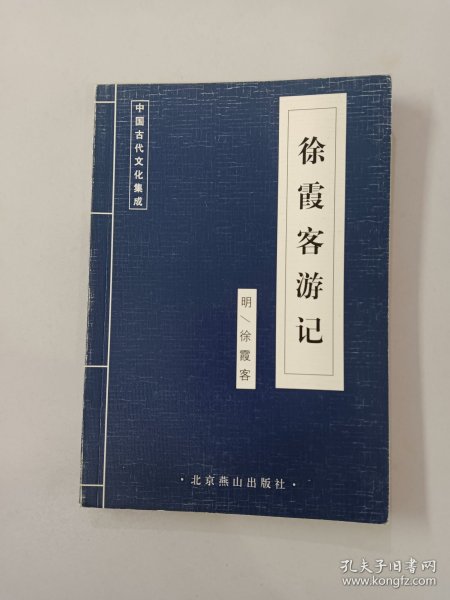 徐霞客游记
明/徐霞客
中国古代文化集成
·北京燕山出版社·
孔夫子旧书网
www.kongfz.com